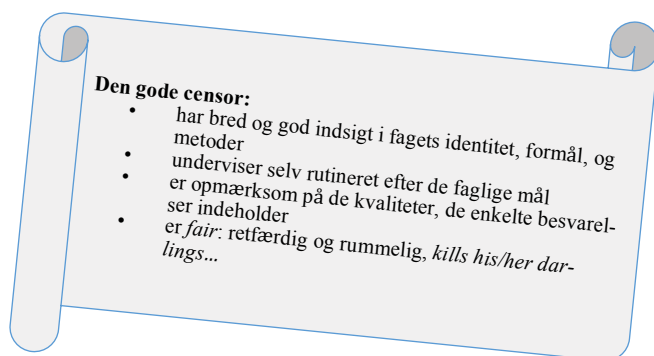 Den gode censor:
• har bred og god indsigt i fagets identitet, formål, og
metoder
• underviser selv rutineret efter de faglige mål
• er opmærksom på de kvaliteter, de enkelte besvarel-
ser indeholder
• er fair: retfærdig og rummelig, kills his/her dar-
lings...